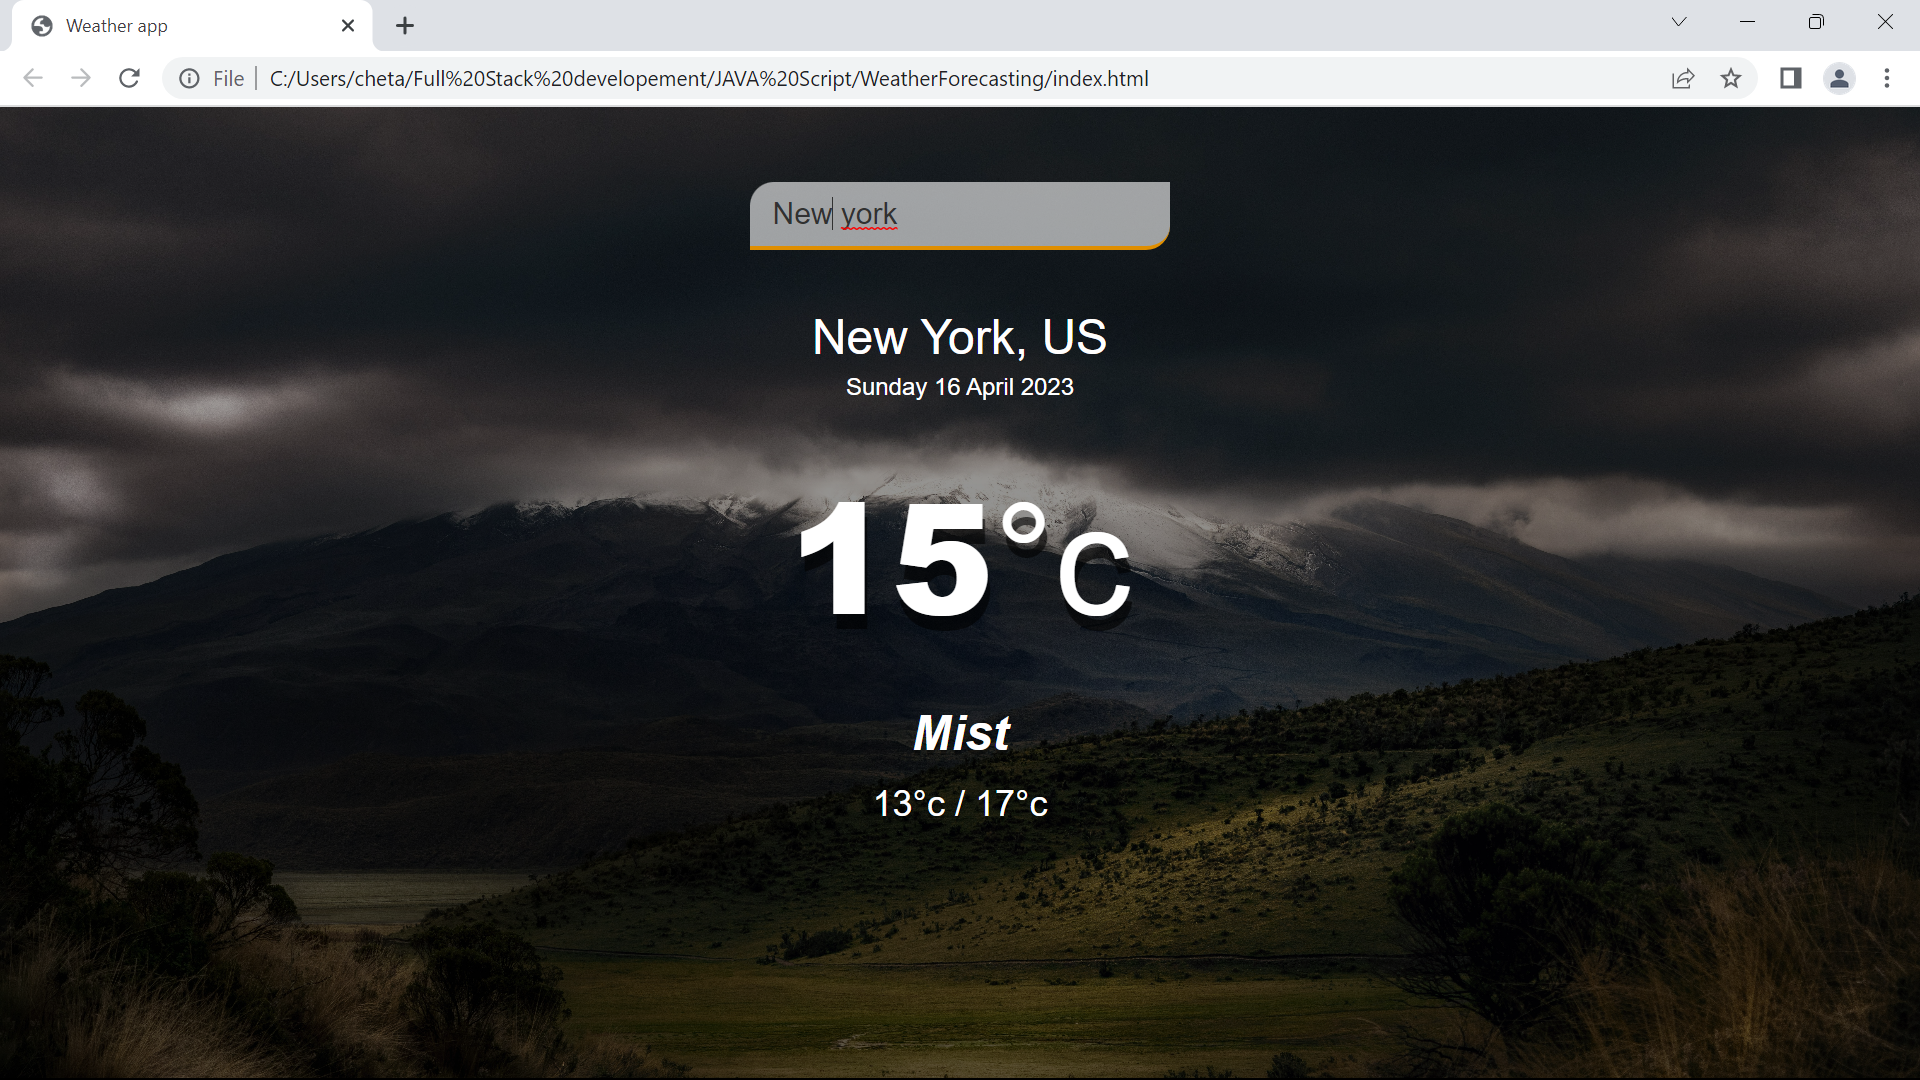 Weather app
File C:/Users/cheta/Full%20Stack%20developement/JAVA%20Script/WeatherForecasting/index.html
New york
New York, US
Sunday 16 April 2023
15°c
Mist
13°c / 17°c